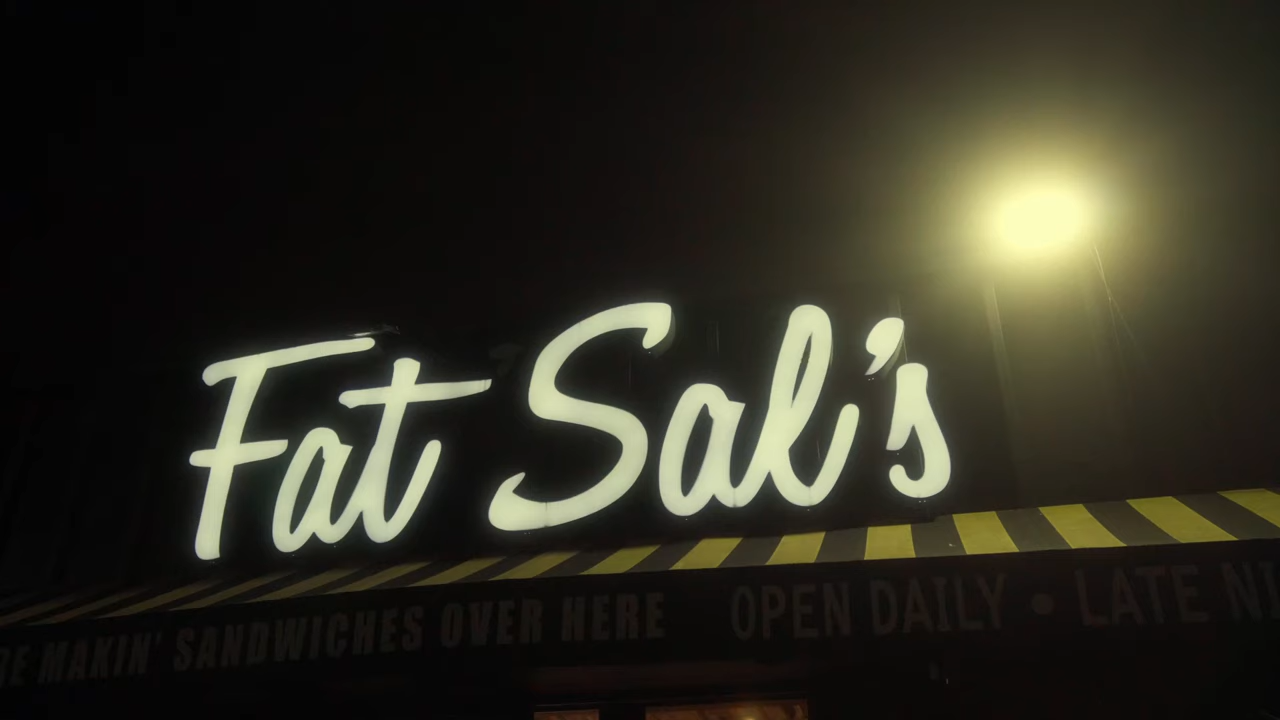 Fat Sal's
MAKIN' SANDWICHES OVER HERE OPEN DAILY • LATE